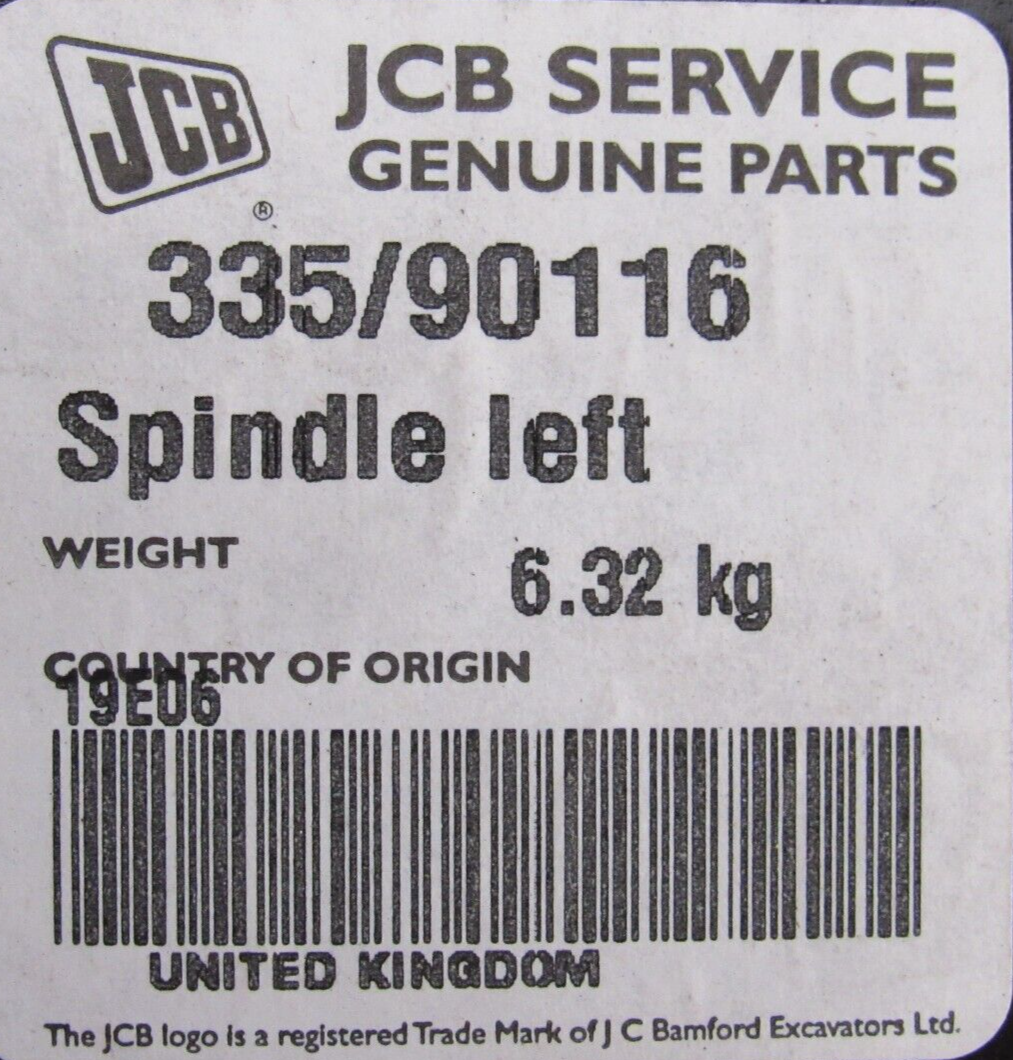 JCB
®
JCB SERVICE
GENUINE PARTS
335/90116
Spindle left
WEIGHT
6.32 kg
COUNTRY OF ORIGIN
19E06
UNITED KINGDOM
The JCB logo is a registered Trade Mark of J C Bamford Excavators Ltd.